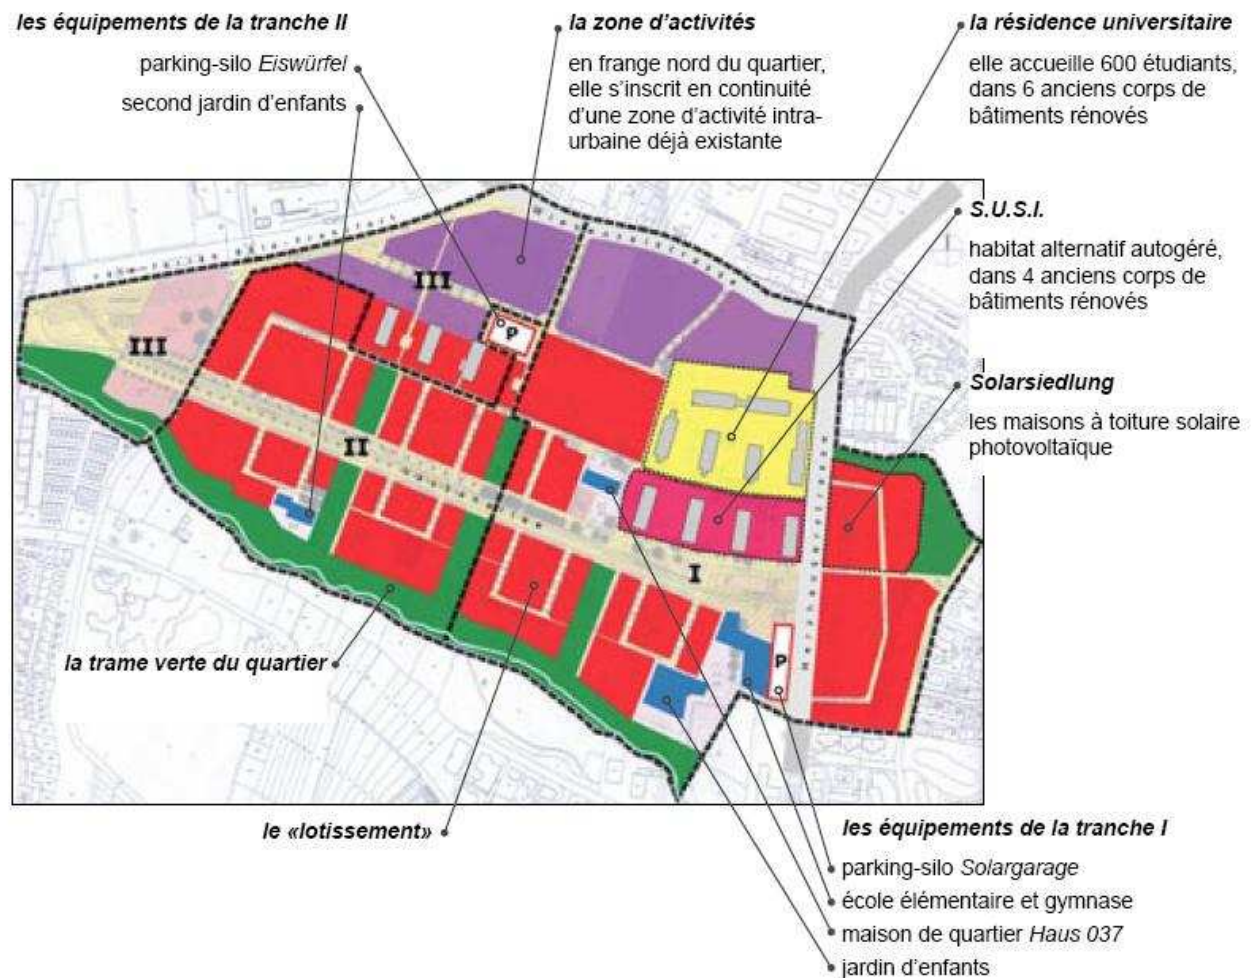 les équipements de la tranche II
parking-silo Eiswürfel
second jardin d'enfants
la zone d'activités
en frange nord du quartier,
elle s'inscrit en continuité
d'une zone d'activité intra-
urbaine déjà existante
la résidence universitaire
elle accueille 600 étudiants,
dans 6 anciens corps de
bâtiments rénovés
S.U.S.I.
habitat alternatif autogéré,
dans 4 anciens corps de
bâtiments rénovés
Solarsiedlung
les maisons à toiture solaire
photovoltaïque
III
P
III
II
I
P
la trame verte du quartier
le «lotissement»
les équipements de la tranche I
parking-silo Solargarage
école élémentaire et gymnase
maison de quartier Haus 037
jardin d'enfants